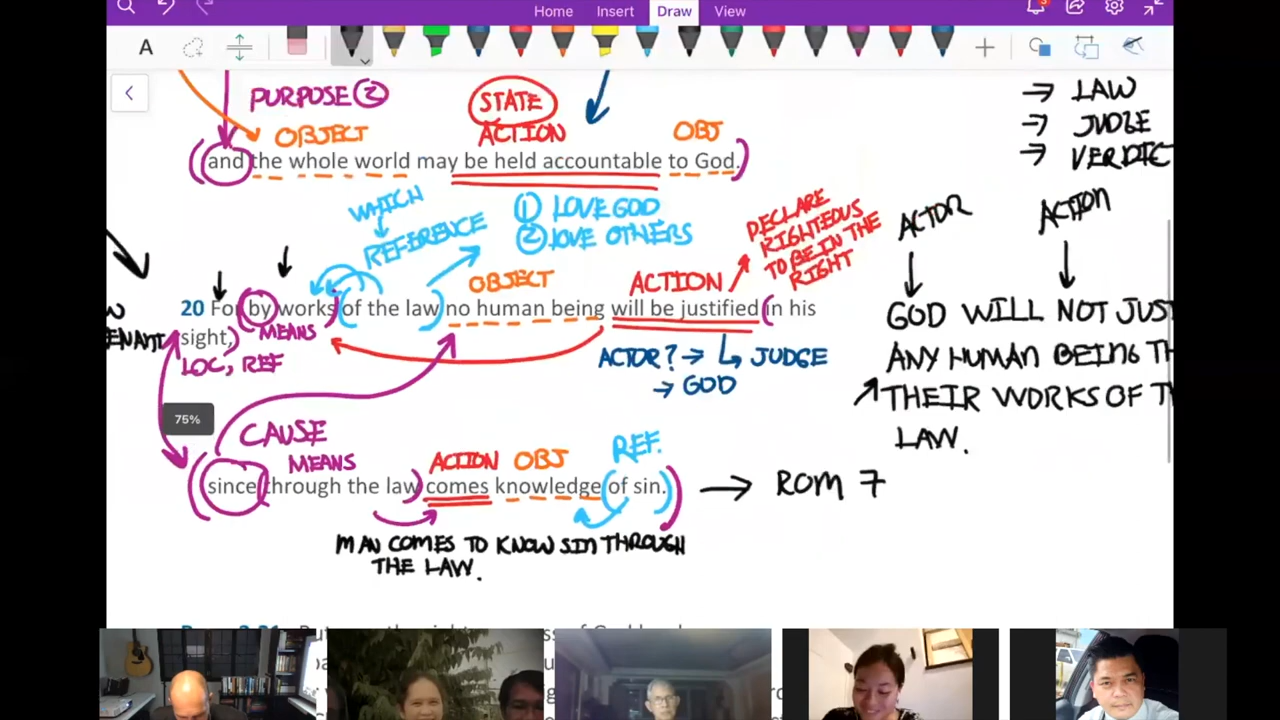 Home Insert Draw View
A
PURPOSE ②
STATE
ACTION
OBJECT
OBJ
and the whole world may be held accountable to God.
→ LAW
→ JUDGE
→ VERDIC
WHICH
REFERENCE
① LOVE GOD
② LOVE OTHERS
DECLARE
RIGHTEOUS
TO BE IN THE
RIGHT
ACTOR
ACTION
OBJECT
ACTION
20 For by works of the law no human being will be justified in his
sight,
MEANS
LOC, REF
ACTOR? → JUDGE
→ GOD
GOD WILL NOT JUS
ANY HUMAN BEING TH
THEIR WORKS OF T
LAW.
75%
CAUSE
MEANS
ACTION
OBJ
REF.
since through the law comes knowledge of sin.
→ ROM 7
MAN COMES TO KNOW SIN THROUGH
THE LAW.